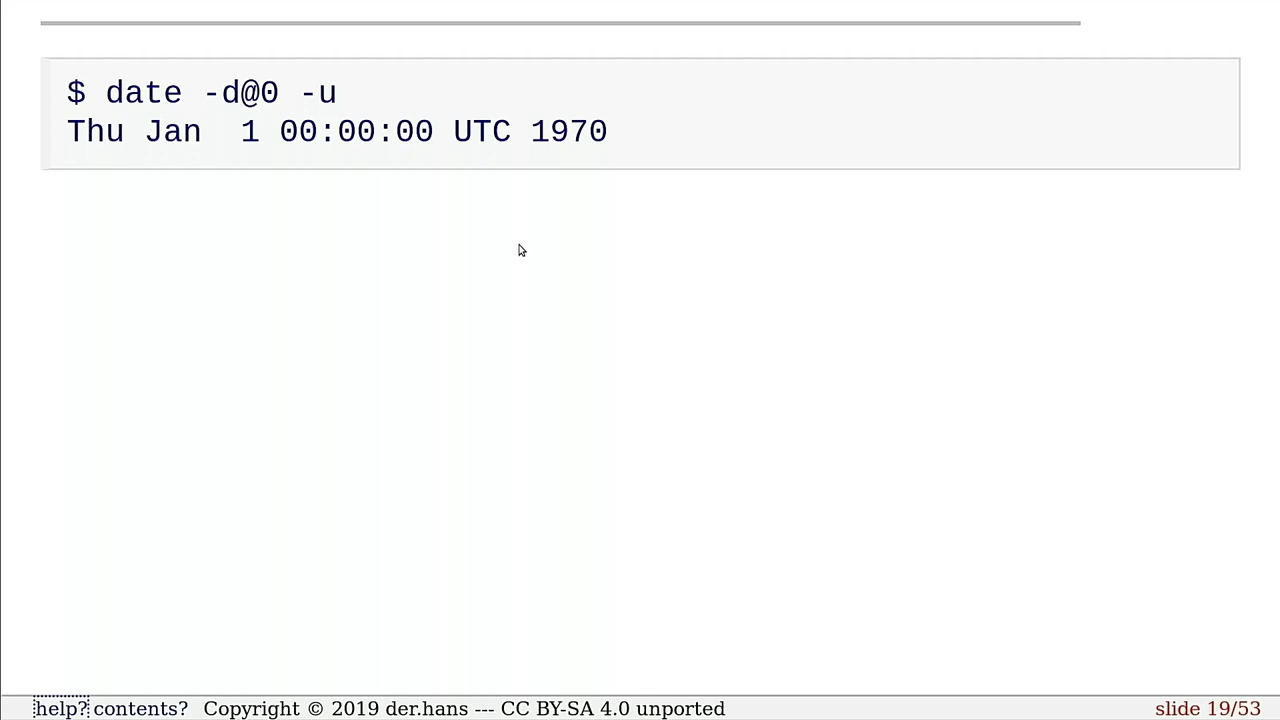 $ date -d@0 -u
Thu Jan  1 00:00:00 UTC 1970
help? contents? Copyright © 2019 der.hans --- CC BY-SA 4.0 unported slide 19/53